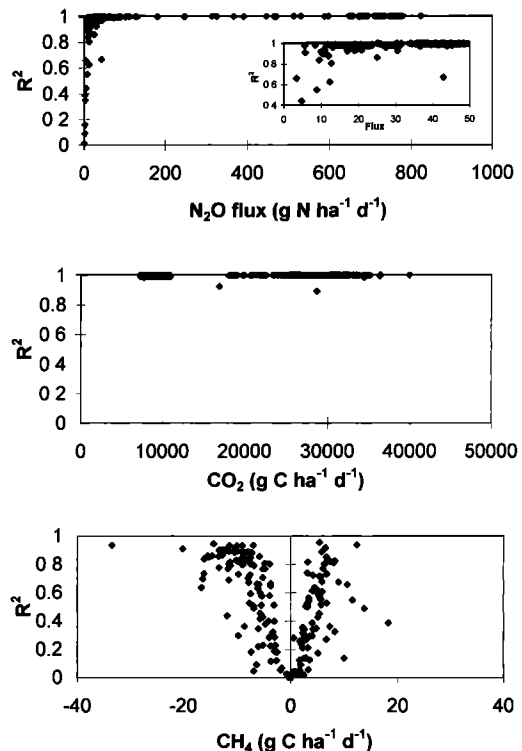 R²
1
0 8
0 6
0 4
0 2
0
0 200 400 600 800 1000
N₂O flux (g N ha⁻¹ d⁻¹)
R²
1
0 8
0 6
0 4
0 10 20 30 40 50
Flux
R²
1
0 8
0 6
0 4
0 2
0
0 10000 20000 30000 40000 50000
CO₂ (g C ha⁻¹ d⁻¹)
R²
1
0 8
0 6
0 4
0 2
0
-40 -20 0 20 40
CH₄ (g C ha⁻¹ d⁻¹)